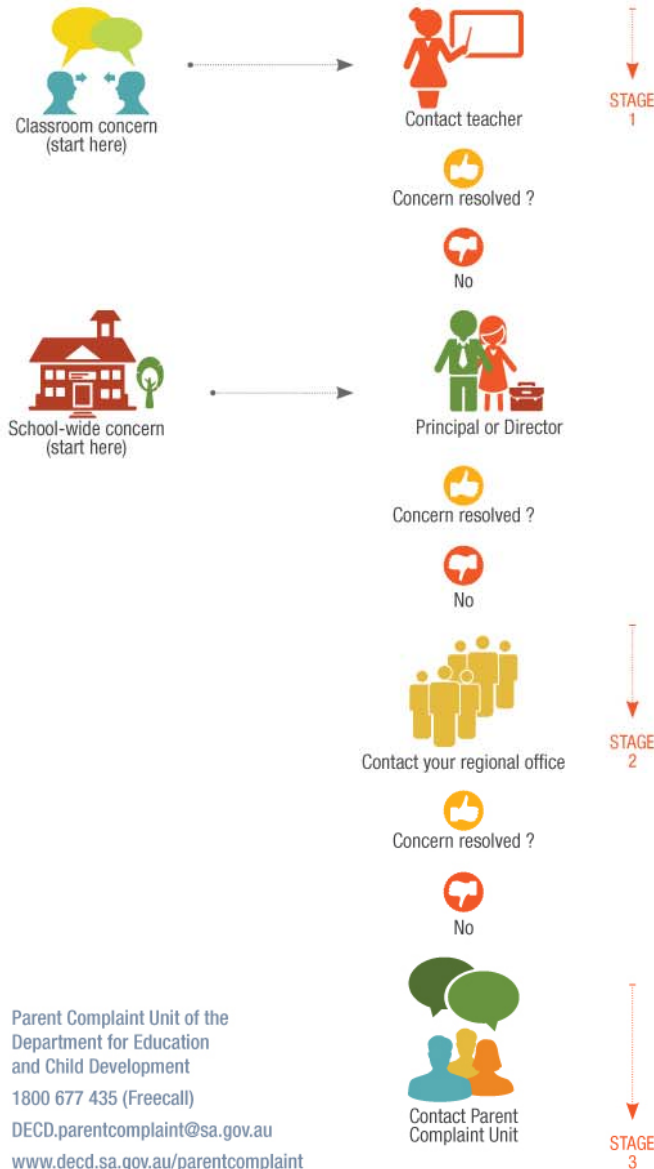 Classroom concern
(start here)
Contact teacher
STAGE
1
Concern resolved ?
No
School-wide concern
(start here)
Principal or Director
Concern resolved ?
No
Contact your regional office
STAGE
2
Concern resolved ?
No
Contact Parent
Complaint Unit
STAGE
3
Parent Complaint Unit of the
Department for Education
and Child Development
1800 677 435 (Freecall)
DECD.parentcomplaint@sa.gov.au
www.decd.sa.gov.au/parentcomplaint